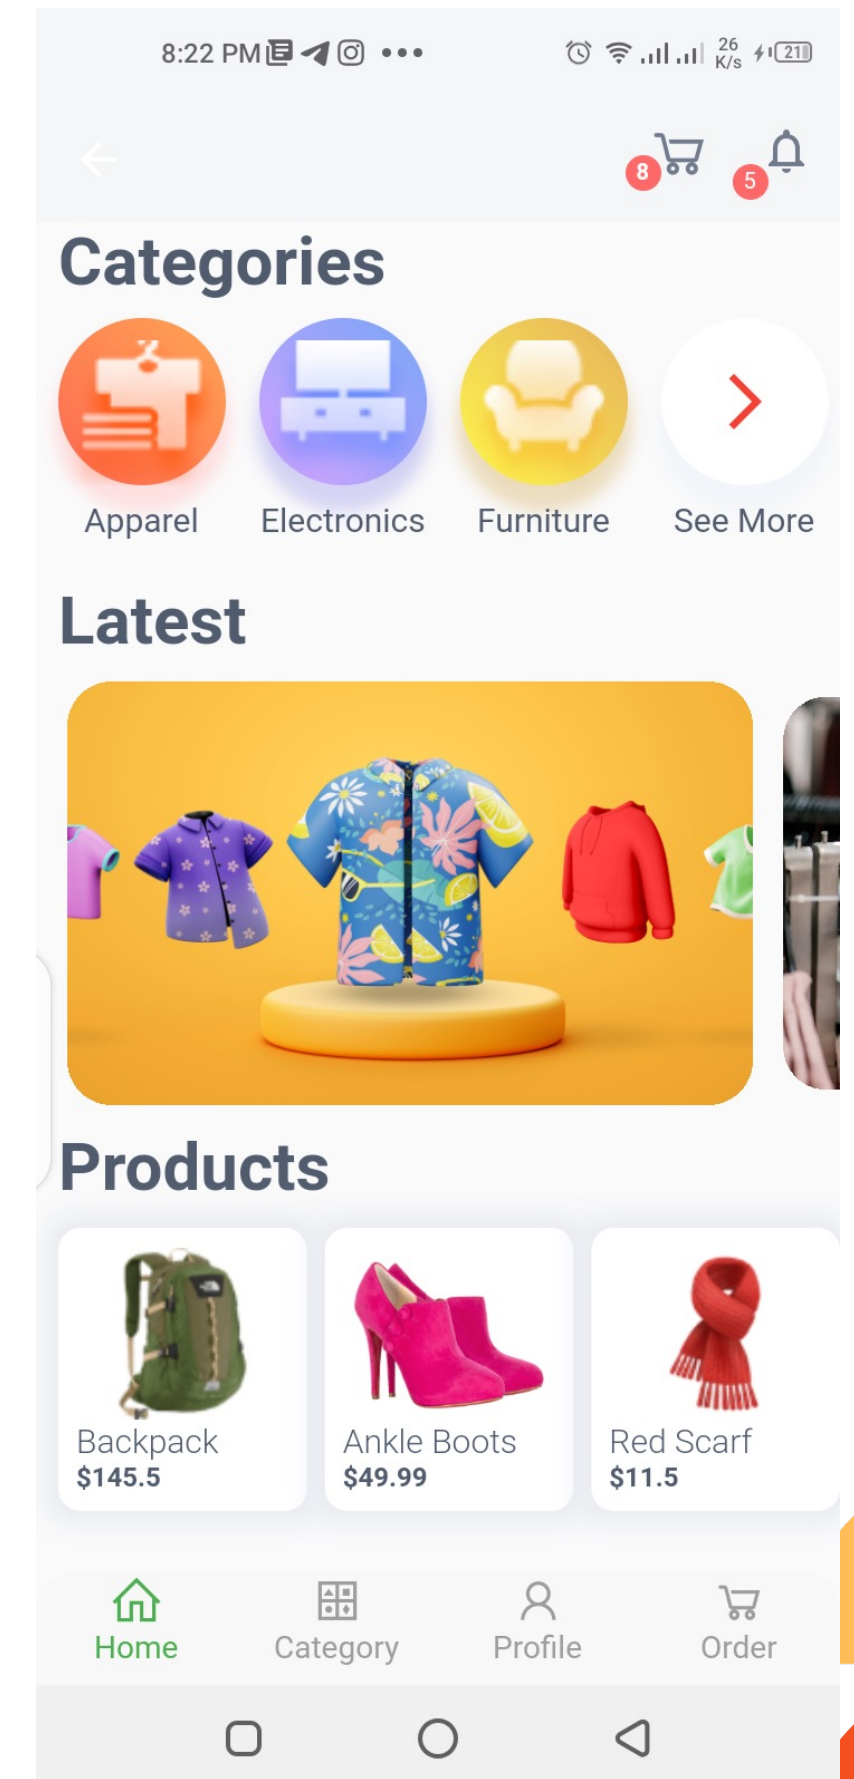 8:22 PM
26
K/s
21
8
5
Categories
Apparel
Electronics
Furniture
See More
Latest
Products
Backpack
$145.5
Ankle Boots
$49.99
Red Scarf
$11.5
Home
Category
Profile
Order